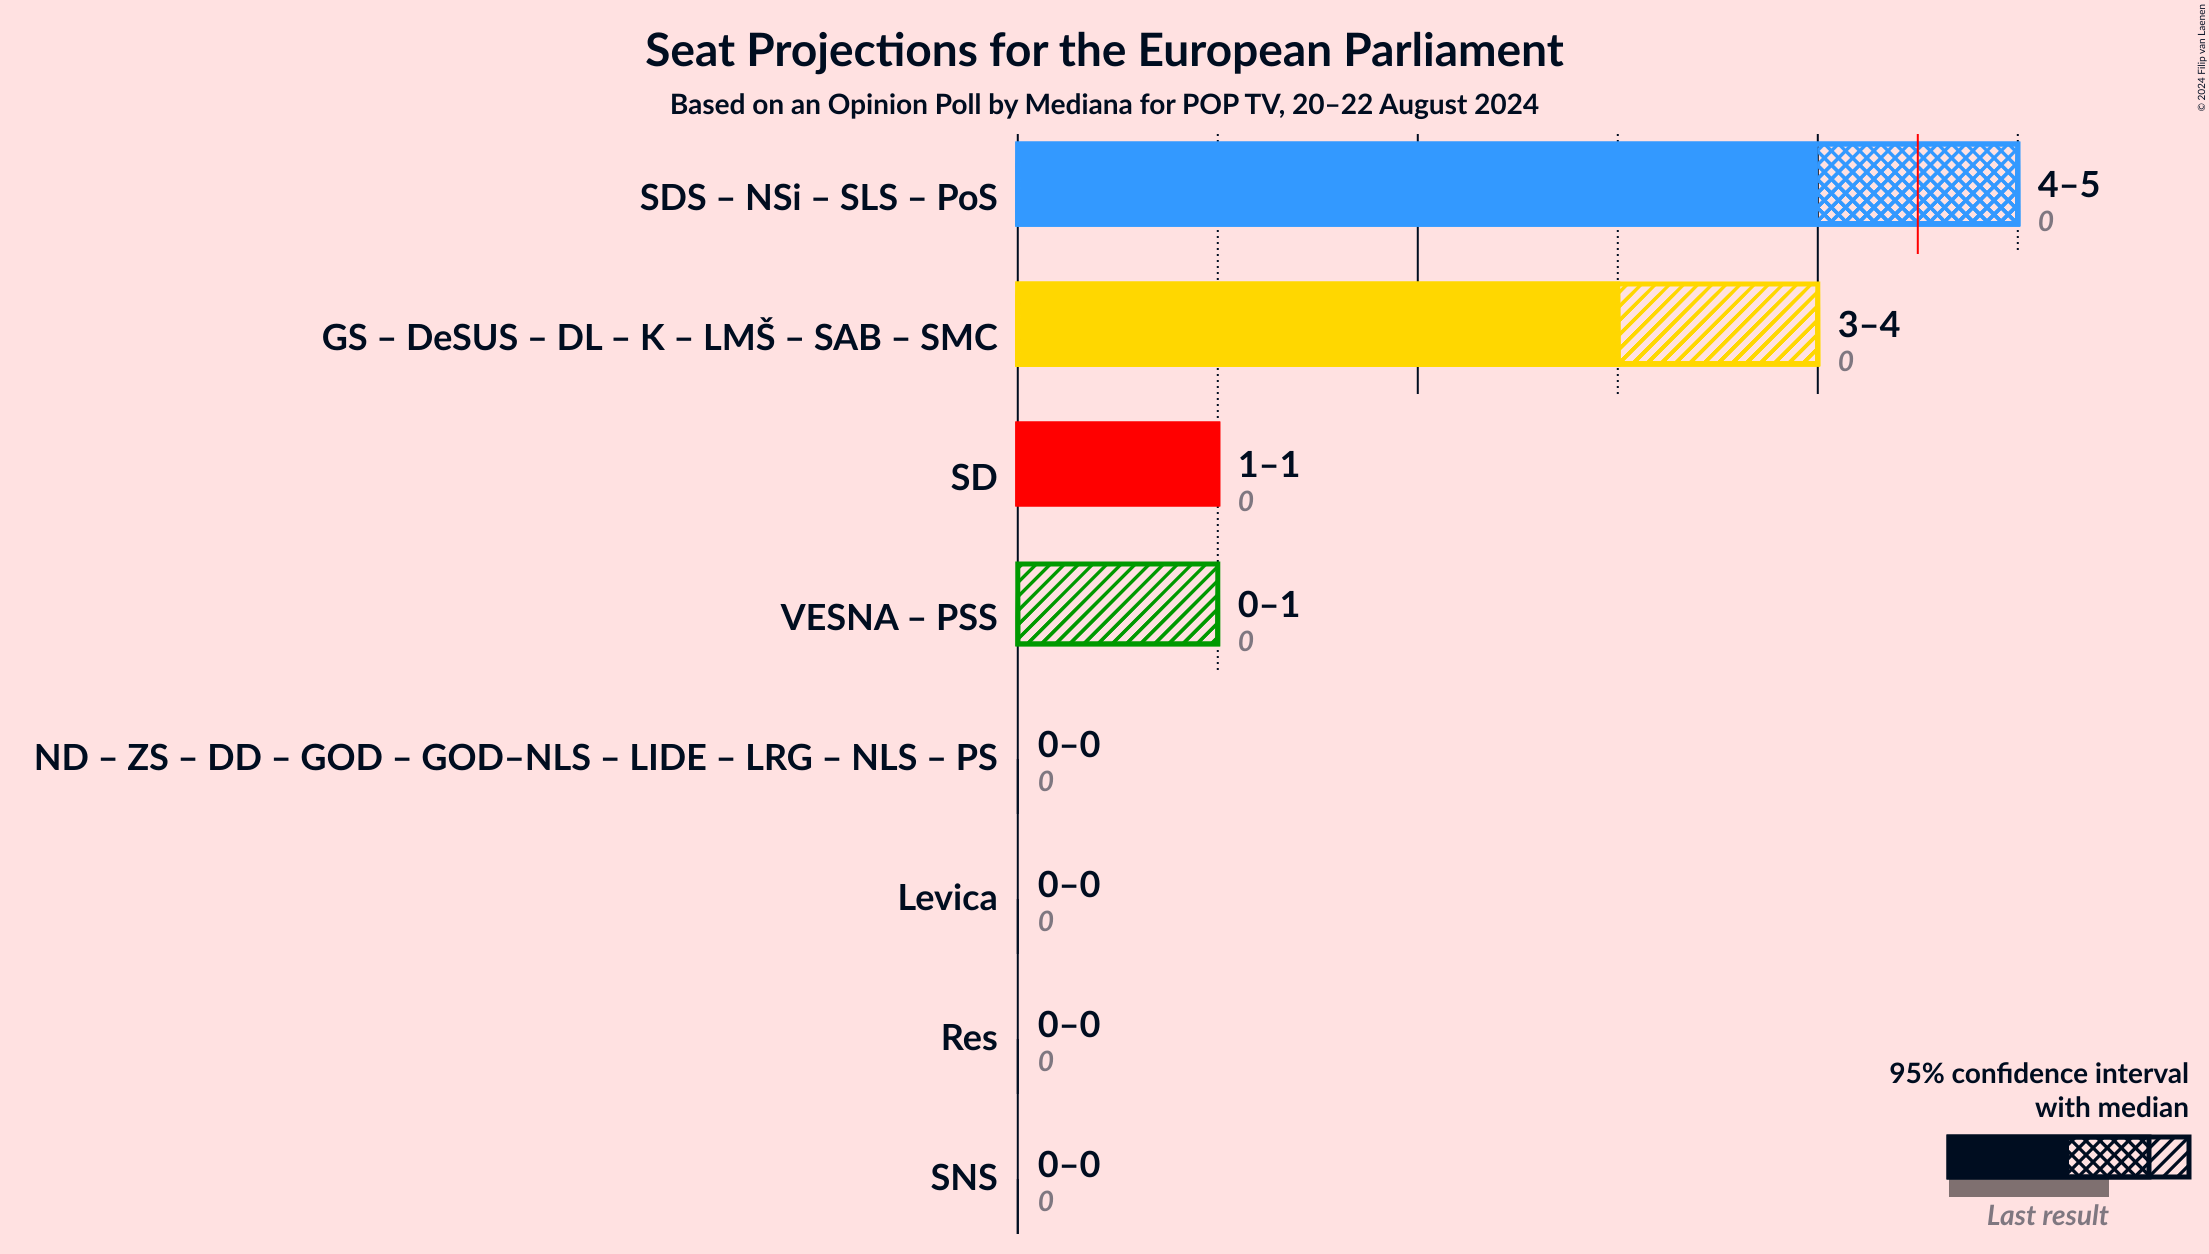 Seat Projections for the European Parliament
Based on an Opinion Poll by Mediana for POP TV, 20–22 August 2024
© 2024 Filip van Laenen
SDS – NSi – SLS – PoS
4–5
0
GS – DeSUS – DL – K – LMŠ – SAB – SMC
3–4
0
SD
1–1
0
VESNA – PSS
0–1
0
ND – ZS – DD – GOD – GOD–NLS – LIDE – LRG – NLS – PS
0–0
0
Levica
0–0
0
Res
0–0
0
SNS
0–0
0
95% confidence interval
with median
Last result